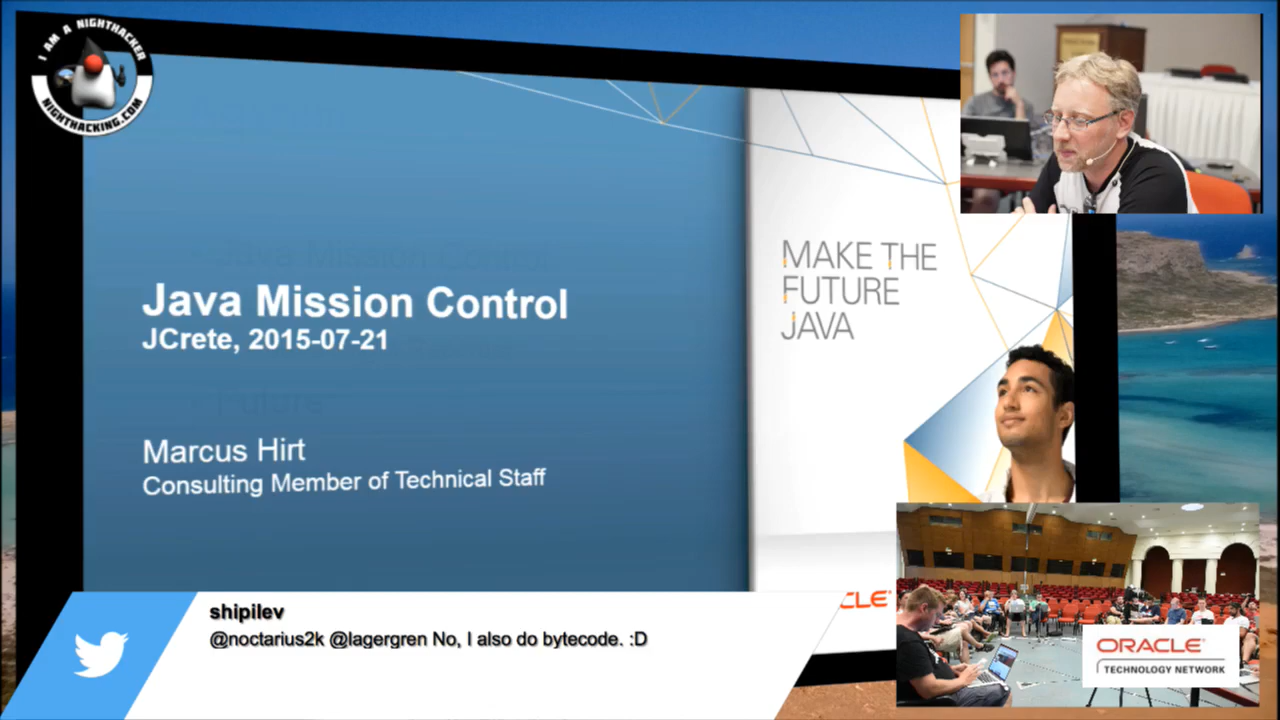 I AM A NIGHTHACKER
NIGHTHACKING.COM
Java Mission Control
JCrete, 2015-07-21
Marcus Hirt
Consulting Member of Technical Staff
MAKE THE
FUTURE
JAVA
shipilev
@noctarius2k @lagergren No, I also do bytecode. :D
ORACLE
TECHNOLOGY NETWORK